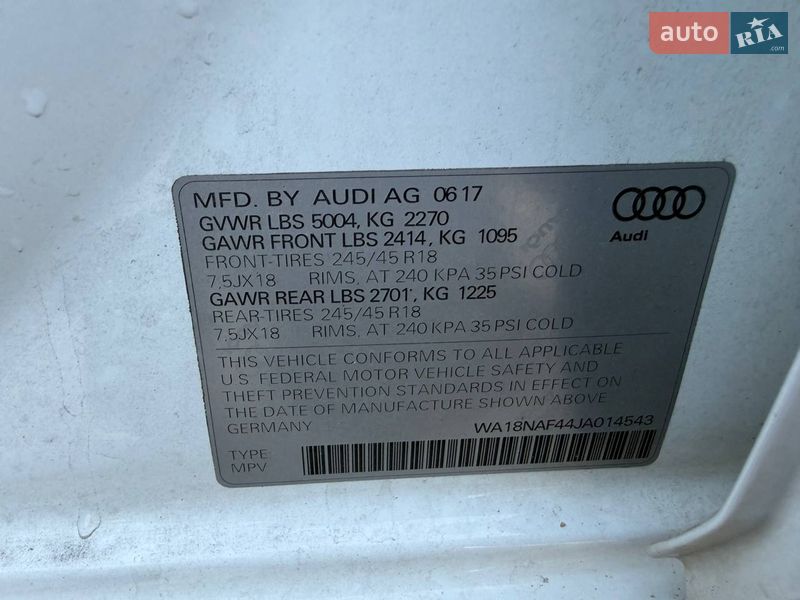 auto RIA
MFD. BY AUDI AG 06 17
GVWR LBS 5004, KG 2270
GAWR FRONT LBS 2414, KG 1095
FRONT-TIRES 245/45 R18
7,5JX18 RIMS, AT 240 KPA 35 PSI COLD
GAWR REAR LBS 2701, KG 1225
REAR-TIRES 245/45 R18
7,5JX18 RIMS, AT 240 KPA 35 PSI COLD
Audi
THIS VEHICLE CONFORMS TO ALL APPLICABLE
U.S. FEDERAL MOTOR VEHICLE SAFETY AND
THEFT PREVENTION STANDARDS IN EFFECT ON
THE DATE OF MANUFACTURE SHOWN ABOVE
GERMANY WA18NAF44JA014543
TYPE:
MPV